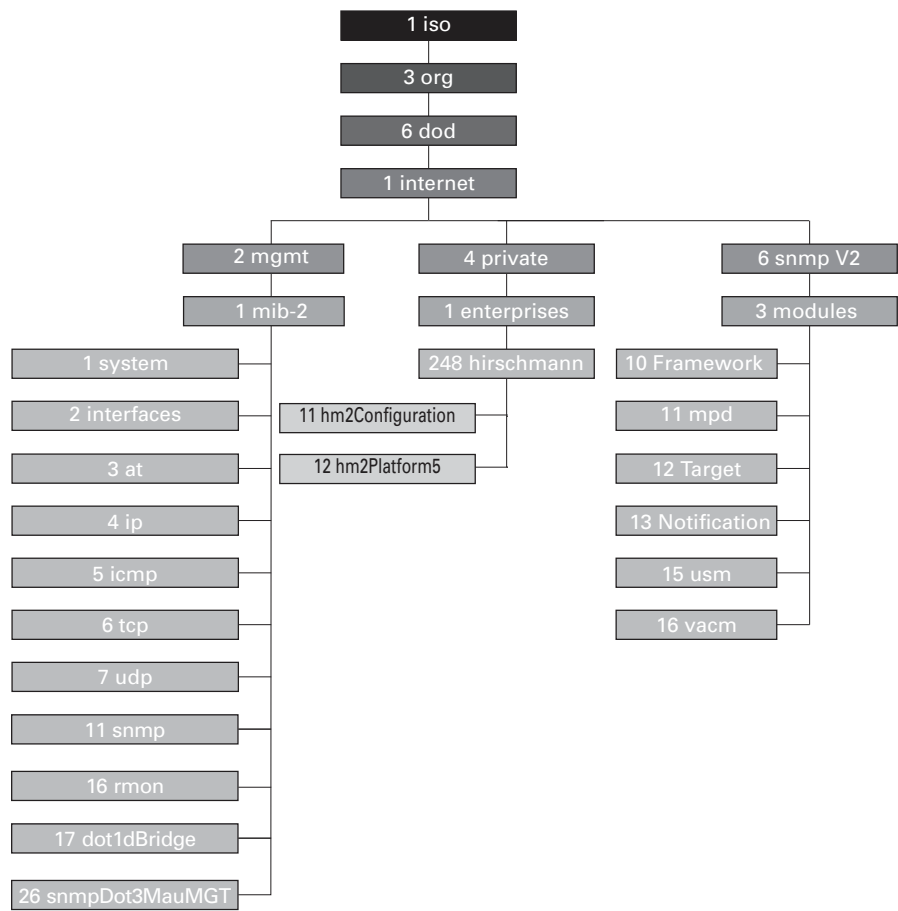 1 iso
3 org
6 dod
1 internet
2 mgmt
4 private
6 snmp V2
1 mib-2
1 enterprises
3 modules
1 system
248 hirschmann
10 Framework
2 interfaces
11 hm2Configuration
11 mpd
3 at
12 hm2Platform5
12 Target
4 ip
13 Notification
5 icmp
15 usm
6 tcp
16 vacm
7 udp
11 snmp
16 rmon
17 dot1dBridge
26 snmpDot3MauMGT